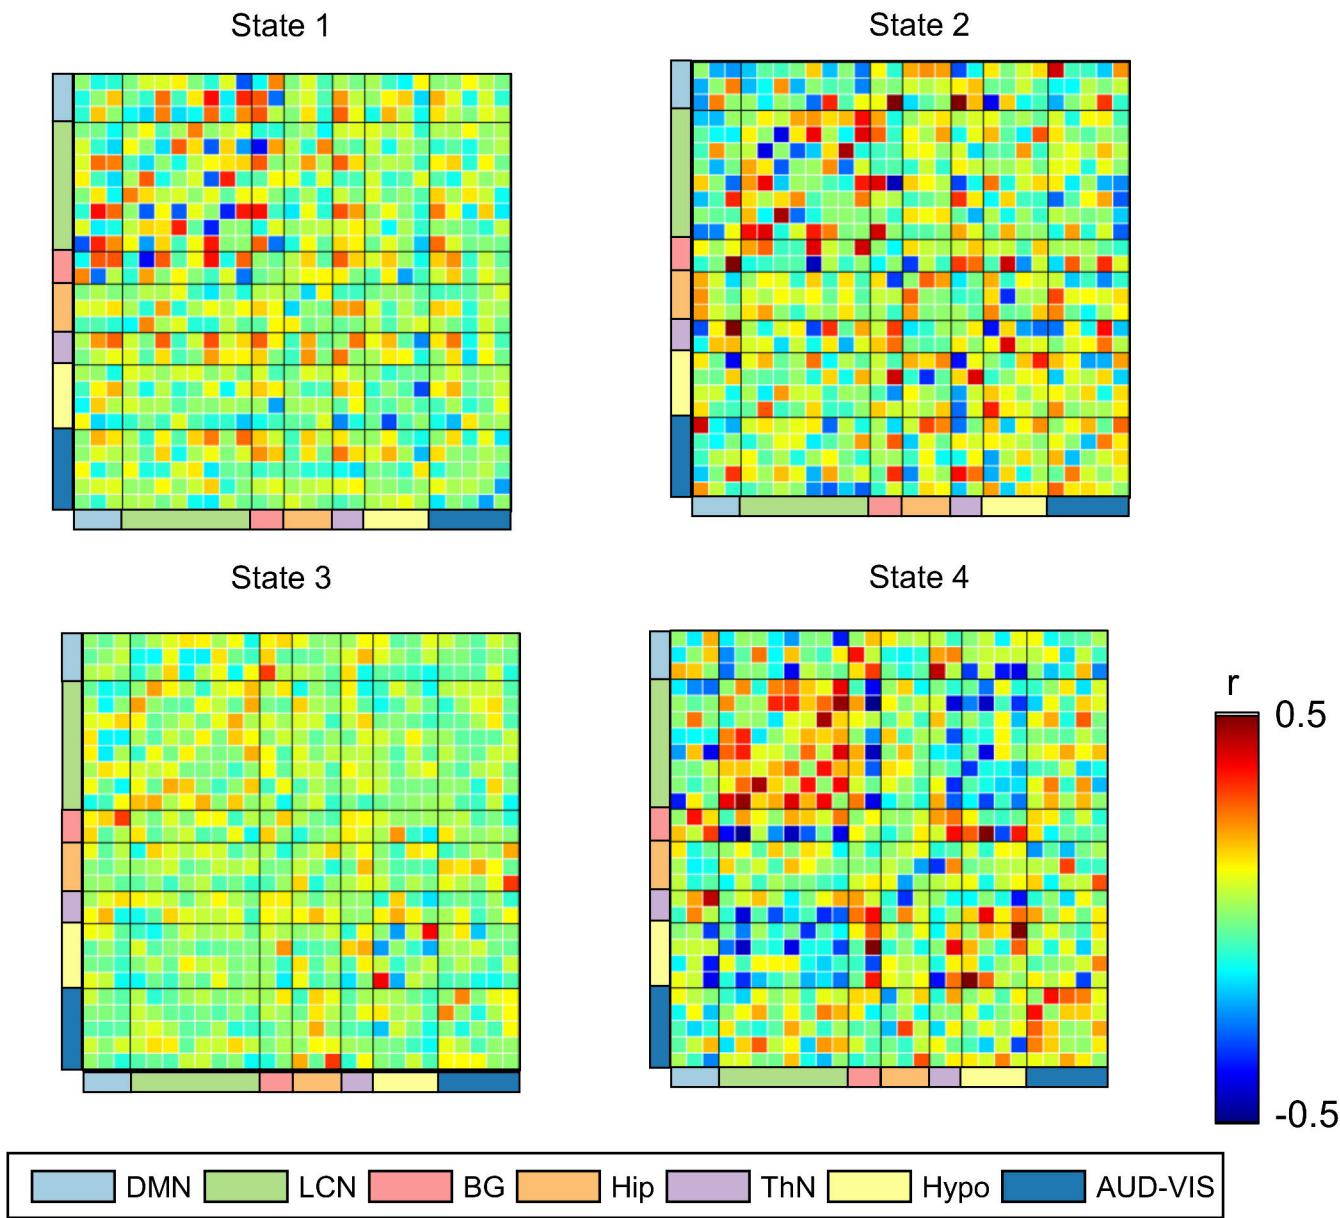 State 1
State 2
State 3
State 4
r
0.5
-0.5
DMN LCN BG Hip ThN Hypo AUD-VIS